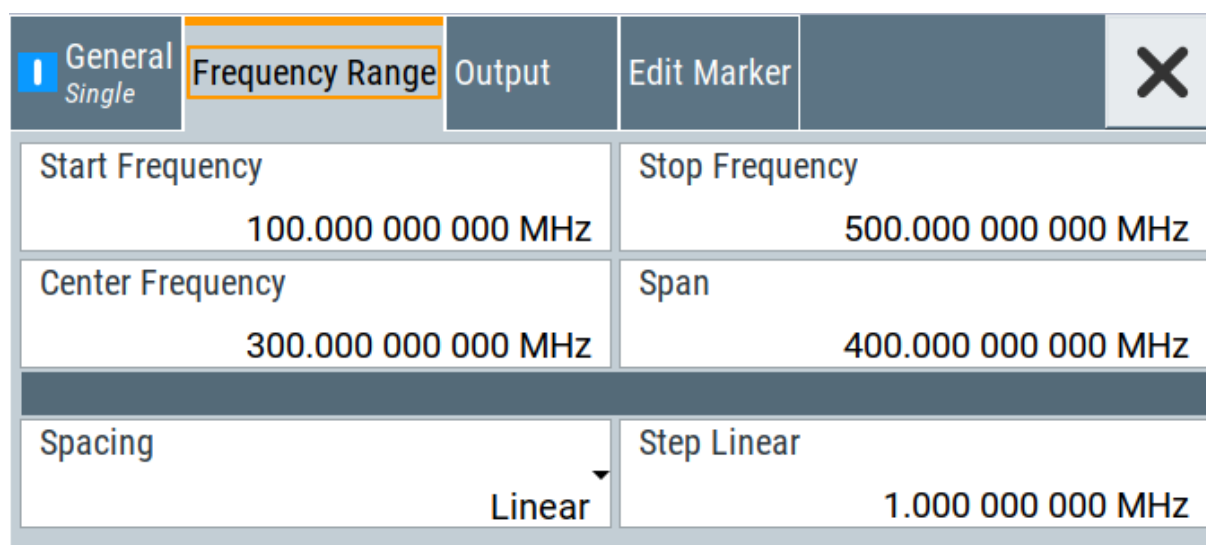 General
Single
Frequency Range
Output
Edit Marker
Start Frequency
Stop Frequency
100.000 000 000 MHz
500.000 000 000 MHz
Center Frequency
Span
300.000 000 000 MHz
400.000 000 000 MHz
Spacing
Step Linear
Linear
1.000 000 000 MHz